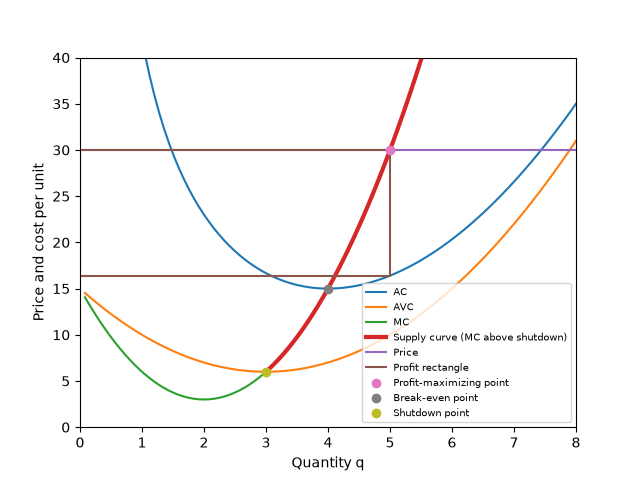 40
35
30
25
20
15
10
5
0
Price and cost per unit
AC
AVC
MC
Supply curve (MC above shutdown)
Price
Profit rectangle
Profit-maximizing point
Break-even point
Shutdown point
0 1 2 3 4 5 6 7 8
Quantity q